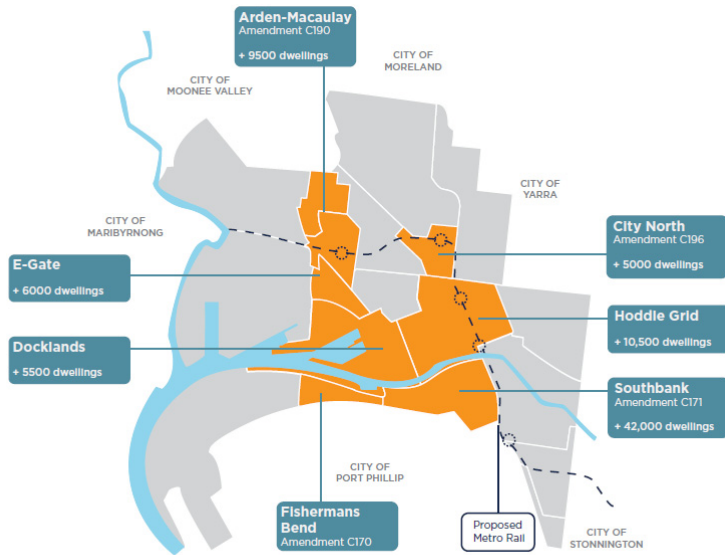 Arden-Macaulay
Amendment C190
+ 9500 dwellings
CITY OF
MORELAND
CITY OF
MOONEE VALLEY
CITY OF
YARRA
CITY OF
MARIBYRNONG
City North
Amendment C196
+ 5000 dwellings
E-Gate
+ 6000 dwellings
Hoddle Grid
+ 10,500 dwellings
Docklands
+ 5500 dwellings
Southbank
Amendment C171
+ 42,000 dwellings
CITY OF
PORT PHILLIP
Fishermans
Bend
Amendment C170
Proposed
Metro Rail
CITY OF
STONNINGTON